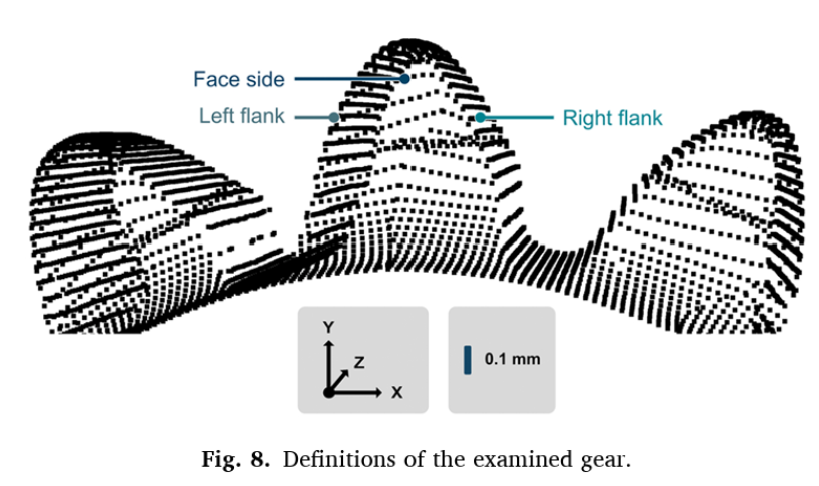 Face side
Left flank
Right flank
Y
Z
X
0.1 mm
Fig. 8. Definitions of the examined gear.